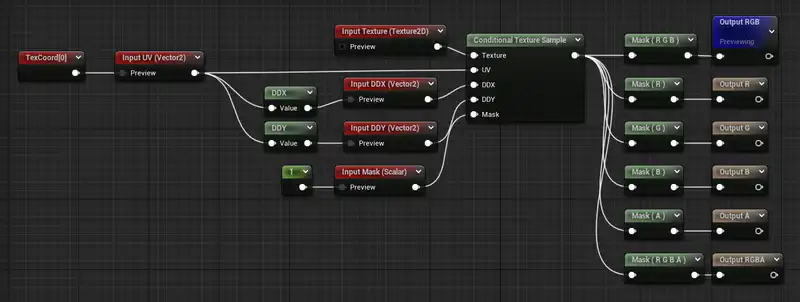 TexCoord[0]
Input UV (Vector2)
Preview
DDX
Value
DDY
Value
1
Input Texture (Texture2D)
Preview
Input DDX (Vector2)
Preview
Input DDY (Vector2)
Preview
Input Mask (Scalar)
Preview
Conditional Texture Sample
Texture
UV
DDX
DDY
Mask
Mask ( R G B )
Mask ( R )
Mask ( G )
Mask ( B )
Mask ( A )
Mask ( R G B A )
Output RGB
Previewing
Output R
Output G
Output B
Output A
Output RGBA